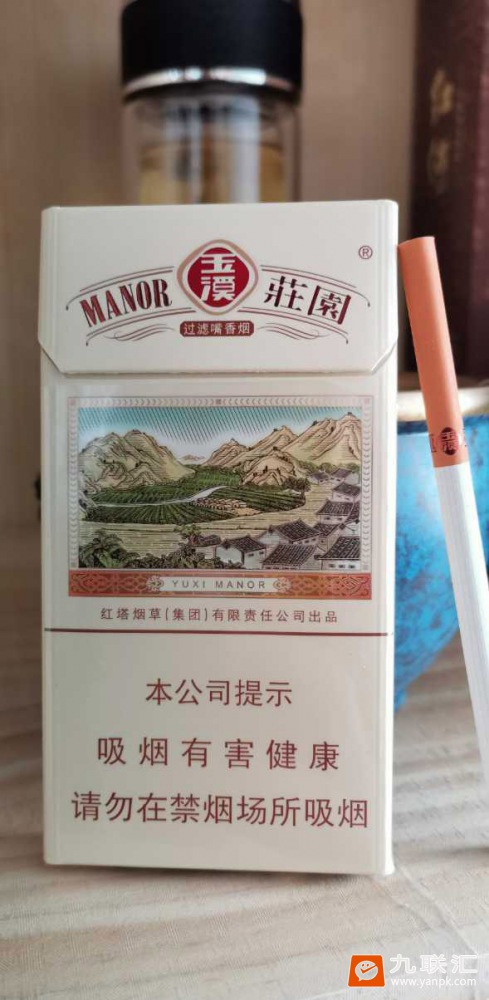 MANOR 玉溪 莊園 ®
过滤嘴香烟
YUXI MANOR
红塔烟草(集团)有限责任公司出品
本公司提示
吸烟有害健康
请勿在禁烟场所吸烟
玉溪
九联汇
www.yanpk.com